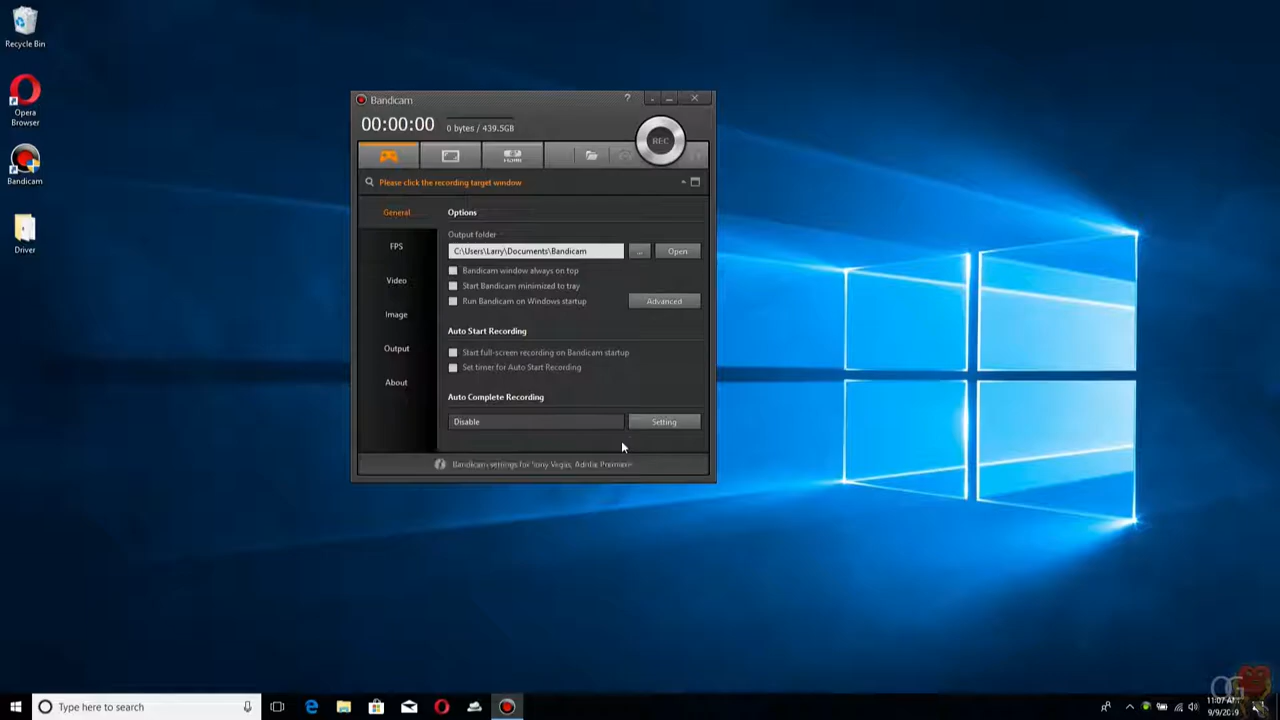 Recycle Bin
Opera
Browser
Bandicam
Driver
Bandicam
?
00:00:00
0 bytes / 439.5GB
REC
HDMI
Please click the recording target window
General
FPS
Video
Image
Output
About
Options
Output folder
C:\Users\Larry\Documents\Bandicam
...
Open
Bandicam window always on top
Start Bandicam minimized to tray
Run Bandicam on Windows startup
Advanced
Auto Start Recording
Start full-screen recording on Bandicam startup
Set timer for Auto Start Recording
Auto Complete Recording
Disable
Setting
Bandicam settings for Sony Vegas, Adobe Premiere
Type here to search
OG
11:07 AM
9/9/2019